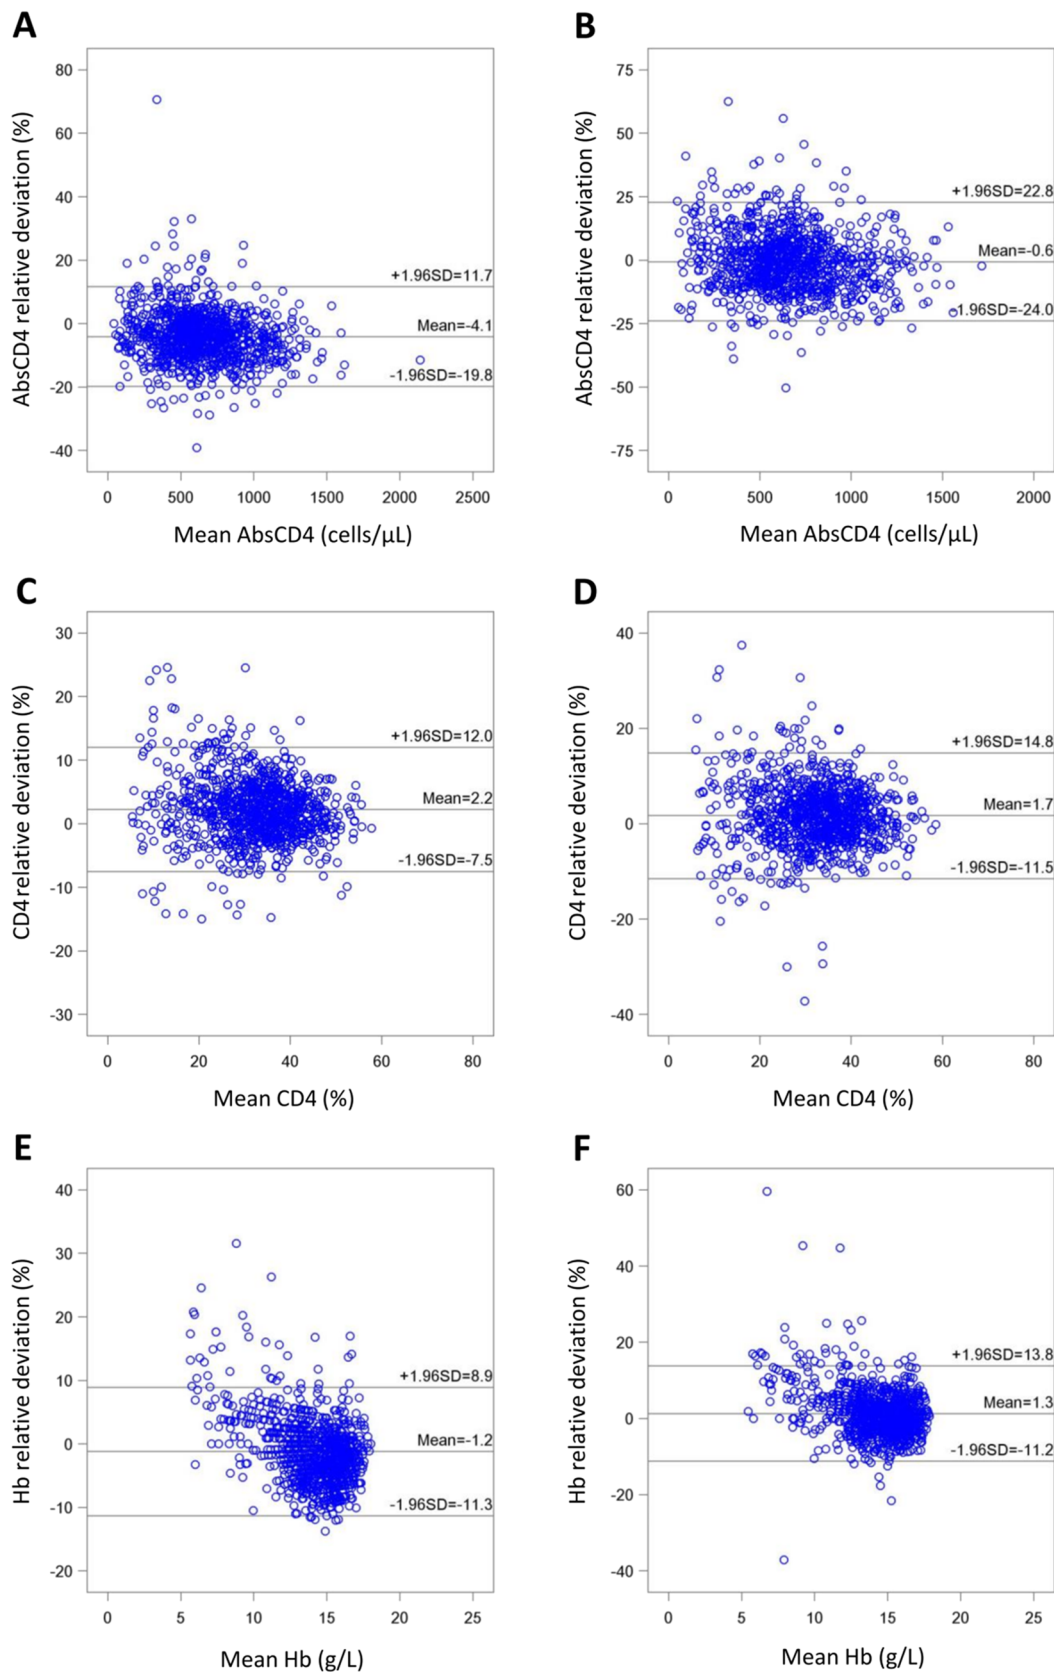 A
AbsCD4 relative deviation (%)
80
60
40
20
0
-20
-40
+1.96SD=11.7
Mean=-4.1
-1.96SD=-19.8
0 500 1000 1500 2000 2500
Mean AbsCD4 (cells/µL)
B
AbsCD4 relative deviation (%)
75
50
25
0
-25
-50
-75
+1.96SD=22.8
Mean=-0.6
-1.96SD=-24.0
0 500 1000 1500 2000
Mean AbsCD4 (cells/µL)
C
CD4 relative deviation (%)
30
20
10
0
-10
-20
-30
+1.96SD=12.0
Mean=2.2
-1.96SD=-7.5
0 20 40 60 80
Mean CD4 (%)
D
CD4 relative deviation (%)
40
20
0
-20
-40
+1.96SD=14.8
Mean=1.7
-1.96SD=-11.5
0 20 40 60 80
Mean CD4 (%)
E
Hb relative deviation (%)
40
30
20
10
0
-10
-20
+1.96SD=8.9
Mean=-1.2
-1.96SD=-11.3
0 5 10 15 20 25
Mean Hb (g/L)
F
Hb relative deviation (%)
60
40
20
0
-20
-40
+1.96SD=13.8
Mean=1.3
-1.96SD=-11.2
0 5 10 15 20 25
Mean Hb (g/L)